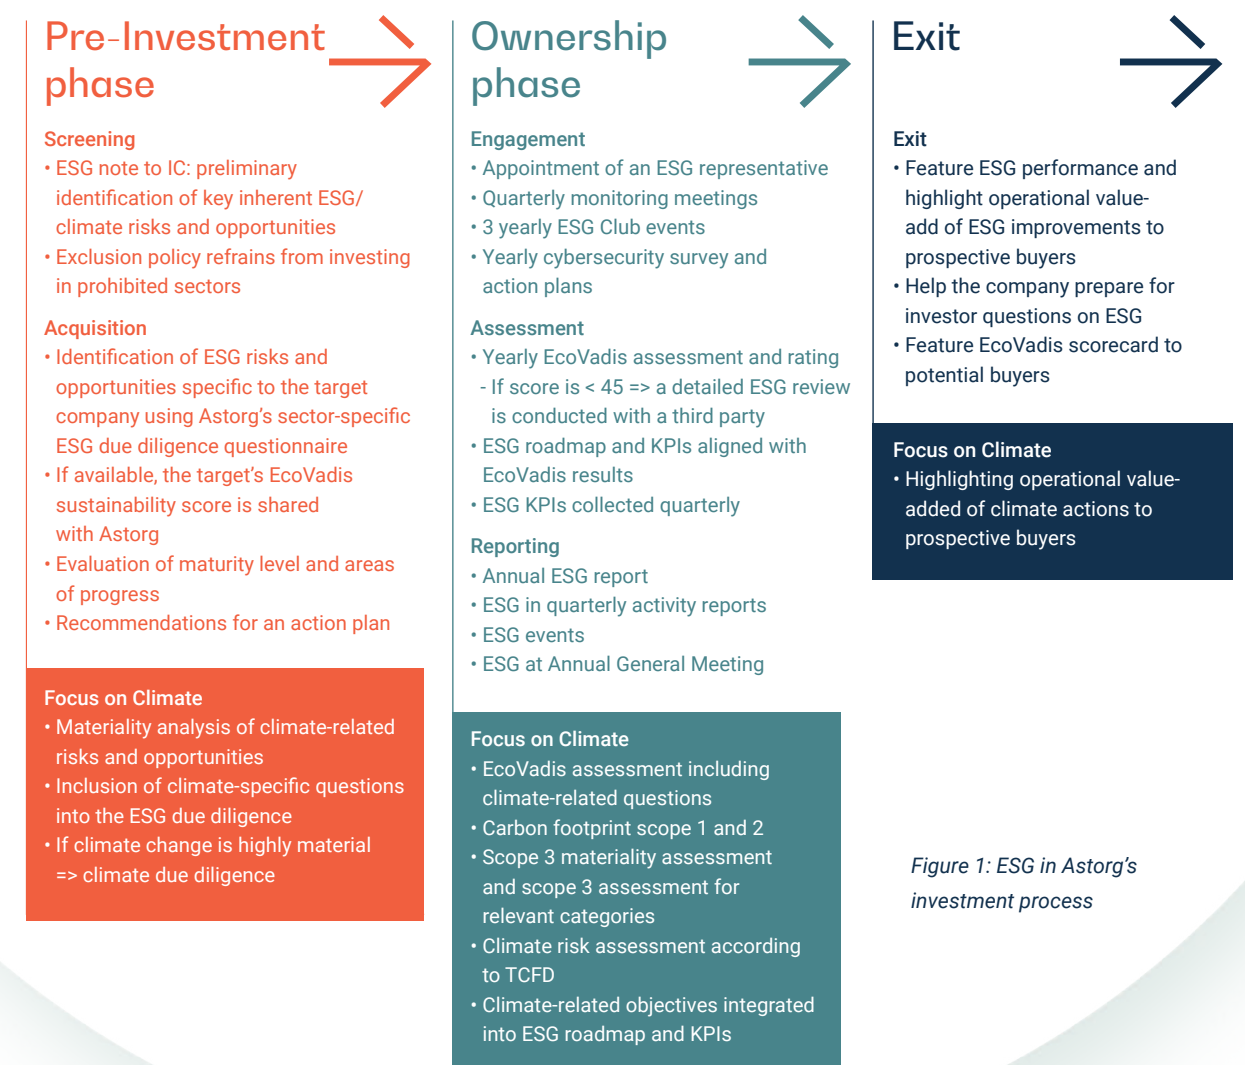 Pre-Investment
phase
Screening
• ESG note to IC: preliminary
identification of key inherent ESG/
climate risks and opportunities
• Exclusion policy refrains from investing
in prohibited sectors
Acquisition
• Identification of ESG risks and
opportunities specific to the target
company using Astorg's sector-specific
ESG due diligence questionnaire
• If available, the target's EcoVadis
sustainability score is shared
with Astorg
• Evaluation of maturity level and areas
of progress
• Recommendations for an action plan
Focus on Climate
• Materiality analysis of climate-related
risks and opportunities
• Inclusion of climate-specific questions
into the ESG due diligence
• If climate change is highly material
=> climate due diligence
Ownership
phase
Engagement
• Appointment of an ESG representative
• Quarterly monitoring meetings
• 3 yearly ESG Club events
• Yearly cybersecurity survey and
action plans
Assessment
• Yearly EcoVadis assessment and rating
- If score is < 45 => a detailed ESG review
is conducted with a third party
• ESG roadmap and KPIs aligned with
EcoVadis results
• ESG KPIs collected quarterly
Reporting
• Annual ESG report
• ESG in quarterly activity reports
• ESG events
• ESG at Annual General Meeting
Focus on Climate
• EcoVadis assessment including
climate-related questions
• Carbon footprint scope 1 and 2
• Scope 3 materiality assessment
and scope 3 assessment for
relevant categories
• Climate risk assessment according
to TCFD
• Climate-related objectives integrated
into ESG roadmap and KPIs
Exit
Exit
• Feature ESG performance and
highlight operational value-
add of ESG improvements to
prospective buyers
• Help the company prepare for
investor questions on ESG
• Feature EcoVadis scorecard to
potential buyers
Focus on Climate
• Highlighting operational value-
added of climate actions to
prospective buyers
Figure 1: ESG in Astorg's
investment process